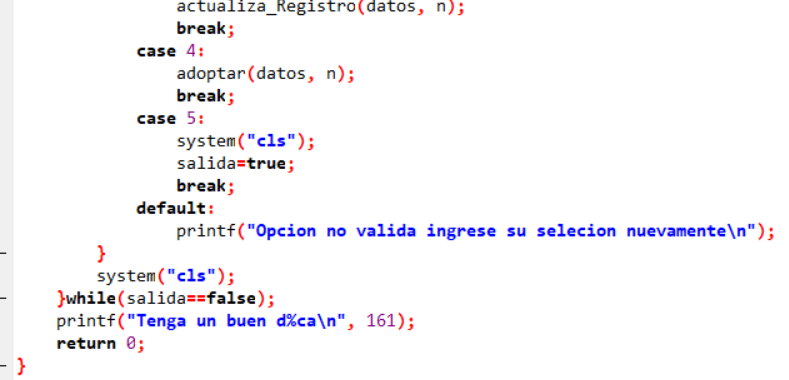 actualiza_Registro(datos, n);
break;
case 4:
adoptar(datos, n);
break;
case 5:
system("cls");
salida=true;
break;
default:
printf("Opcion no valida ingrese su selecion nuevamente\n");
}
system("cls");
}while(salida==false);
printf("Tenga un buen d%ca\n", 161);
return 0;
}